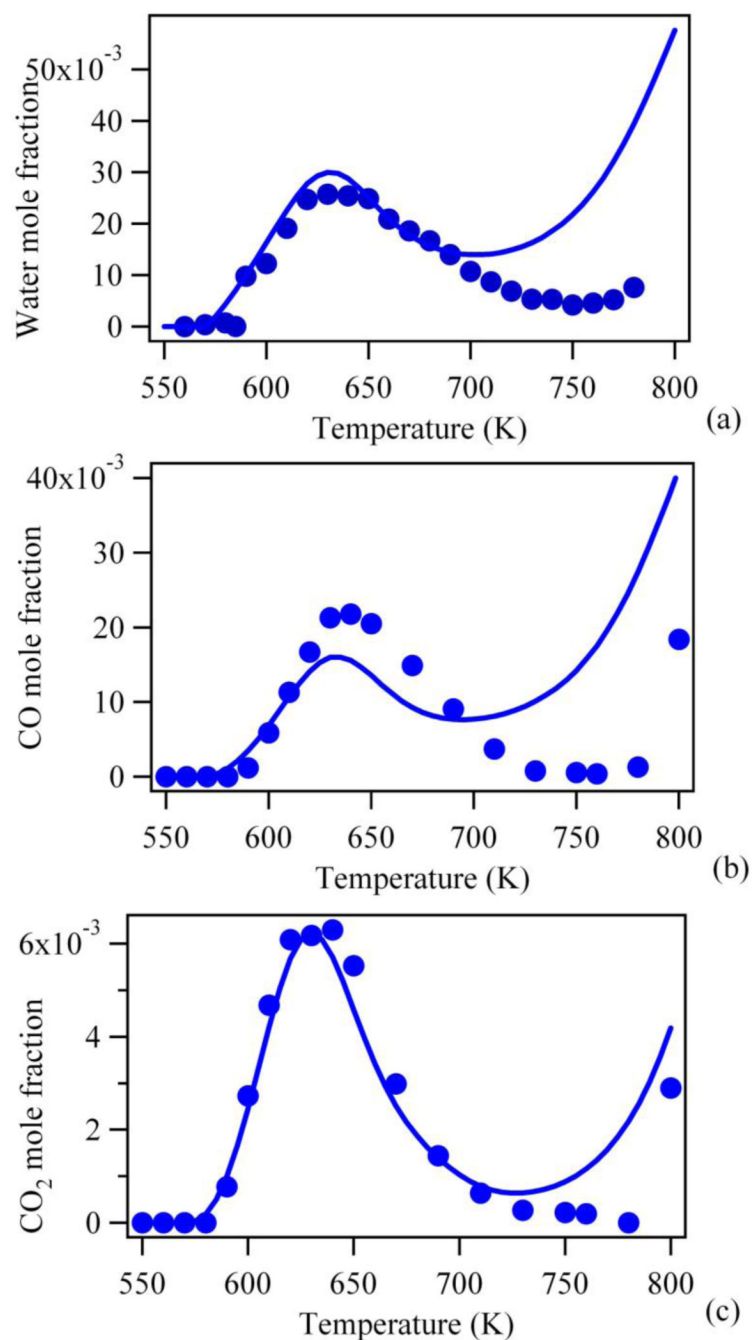 50x10-3
40
30
20
10
0
Water mole fraction
550 600 650 700 750 800
Temperature (K)
(a)
40x10-3
30
20
10
0
CO mole fraction
550 600 650 700 750 800
Temperature (K)
(b)
6x10-3
4
2
0
CO2 mole fraction
550 600 650 700 750 800
Temperature (K)
(c)